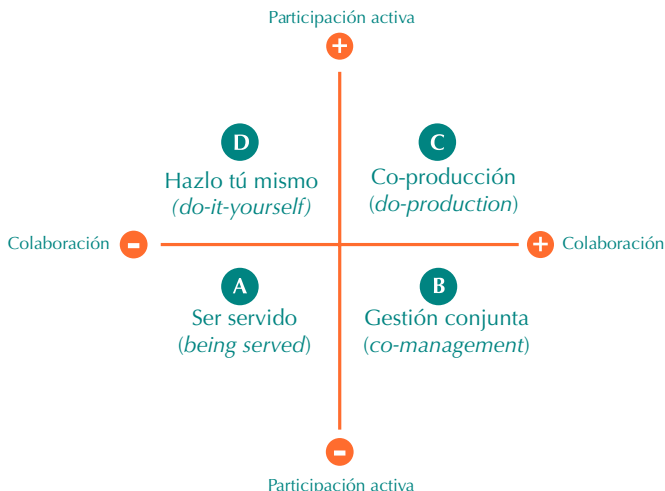 Participación activa
+
D
C
Hazlo tú mismo
(do-it-yourself)
Co-producción
(do-production)
Colaboración -
+ Colaboración
A
B
Ser servido
(being served)
Gestión conjunta
(co-management)
-
Participación activa